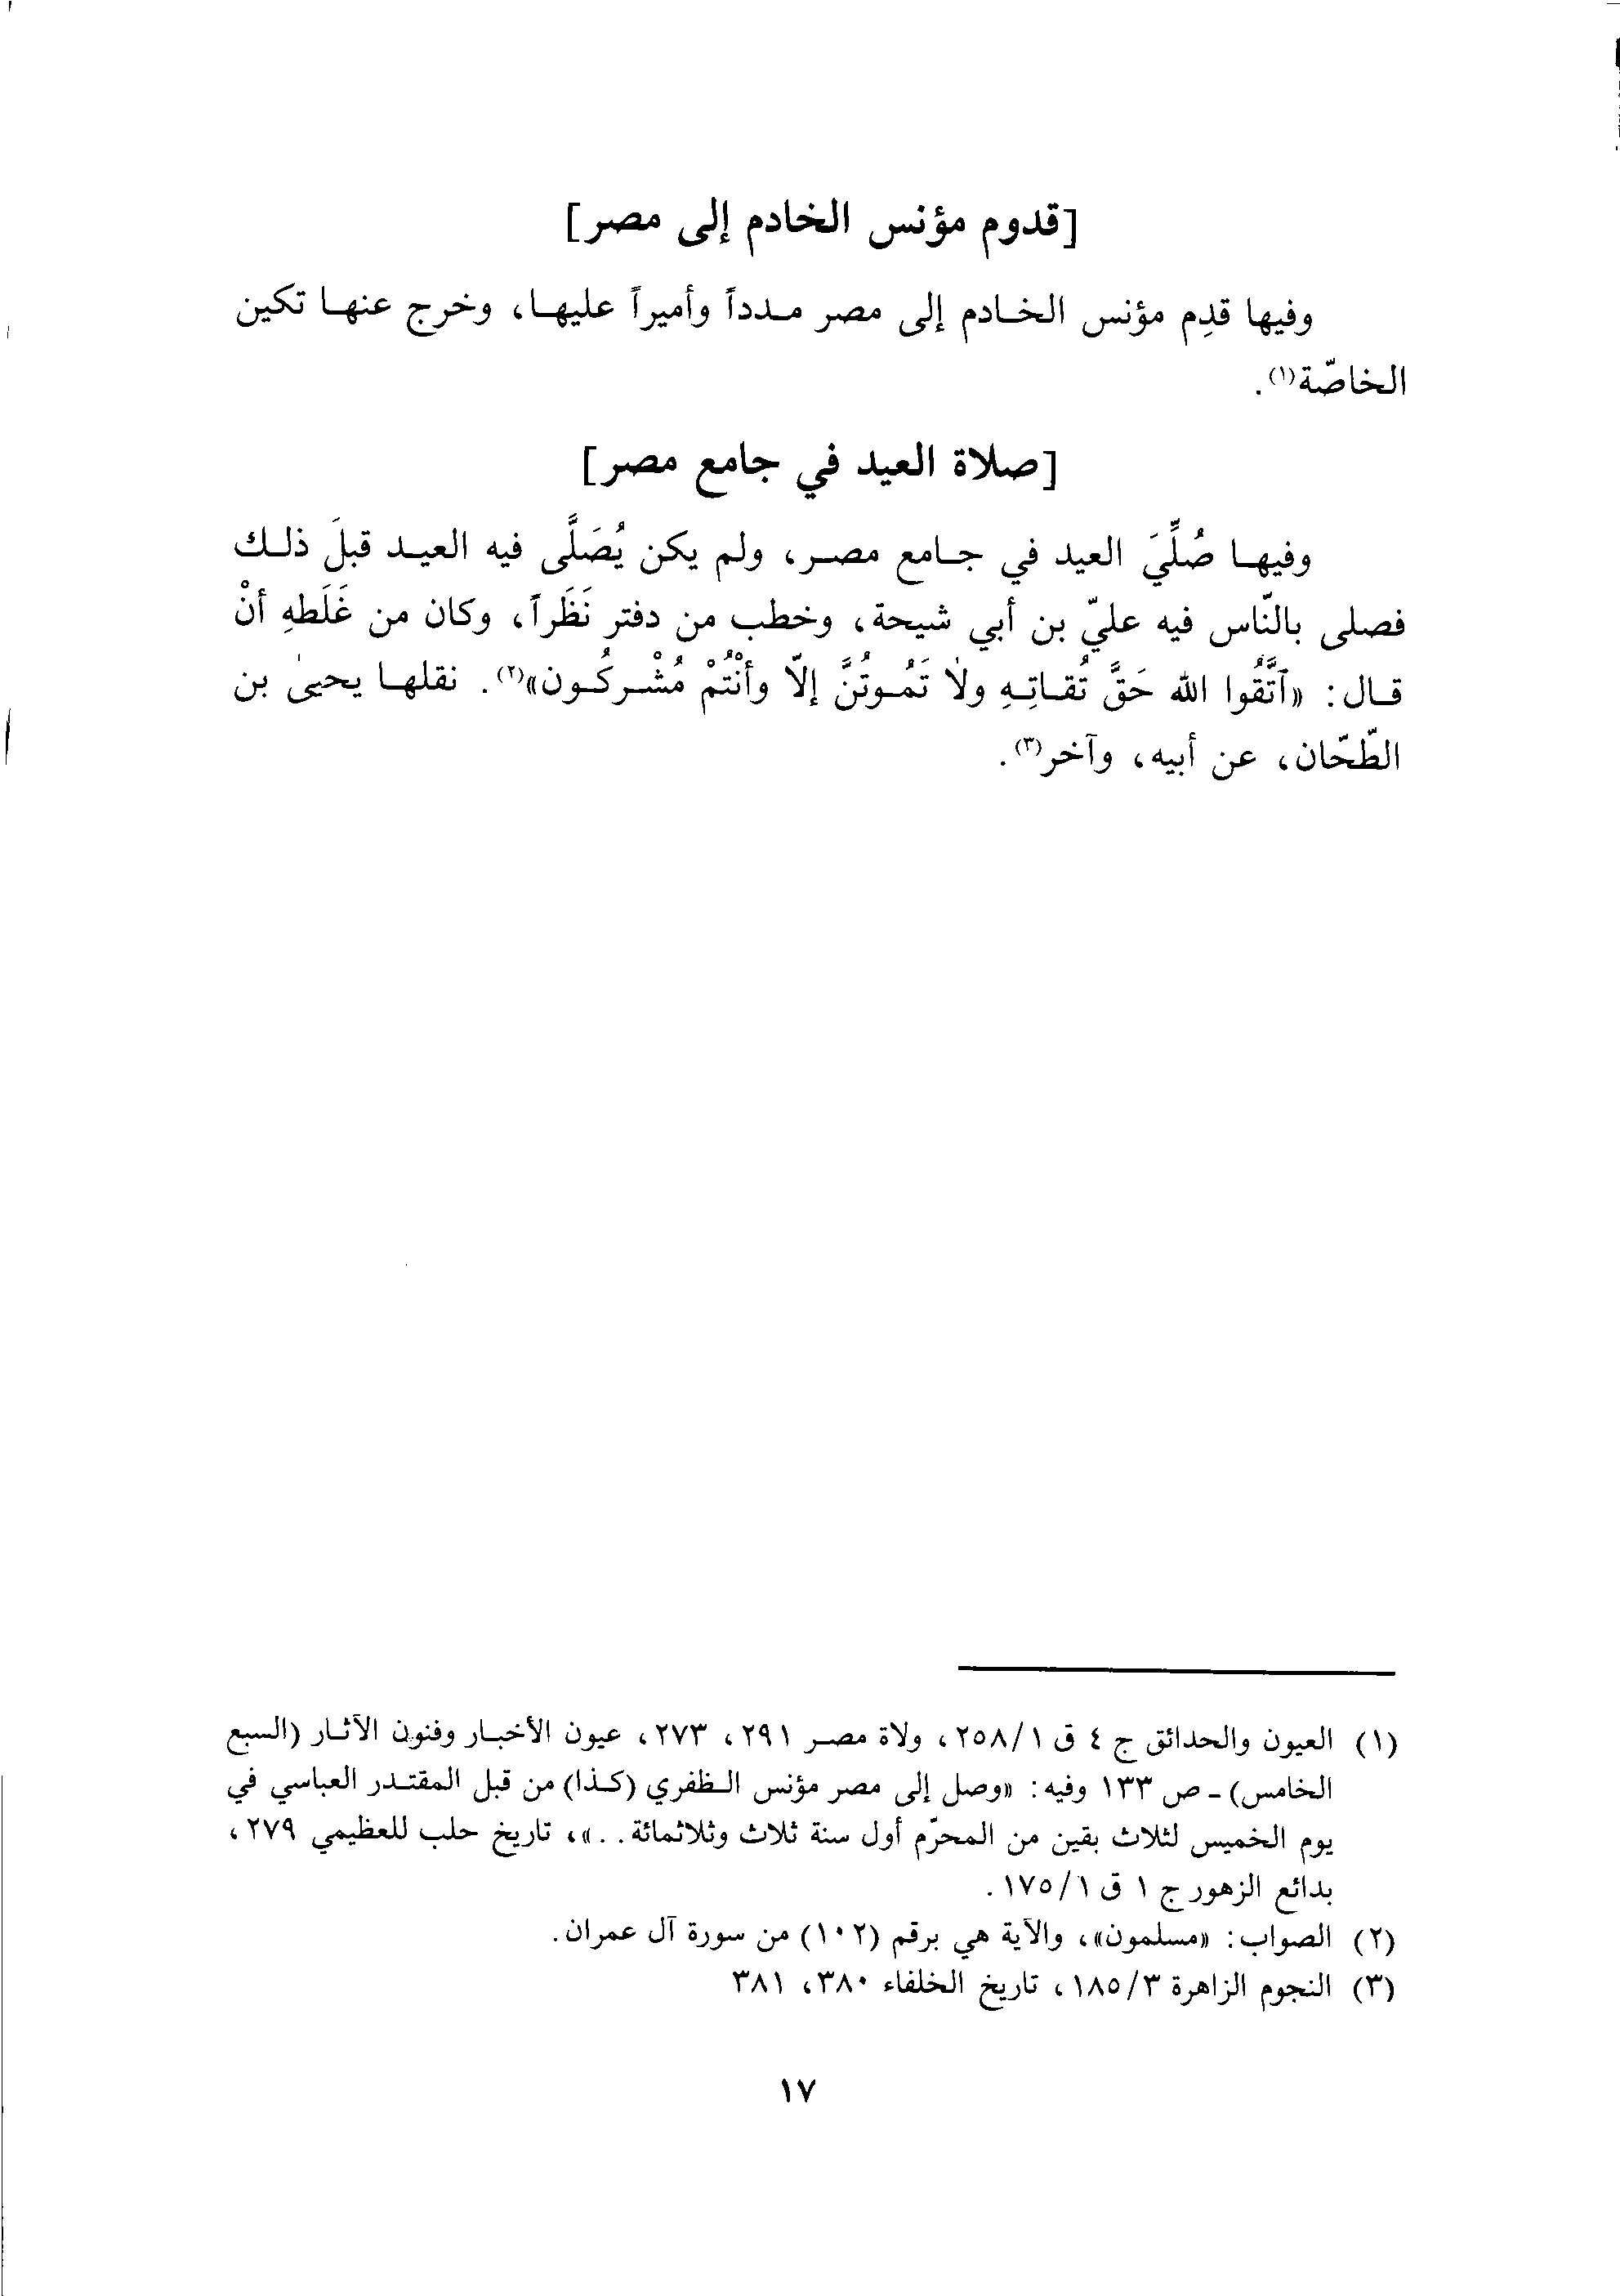 [قدوم مؤنس الخادم إلى مصر]
وفيها قدِم مؤنس الخادم إلى مصر مدداً وأميراً عليها، وخرج عنها تكين
الخاصّة(١).
[صلاة العيد في جامع مصر]
وفيها صُلِّيَ العيد في جامع مصر، ولم يكن يُصَلَّى فيه العيد قبلَ ذلك
فصلى بالنّاس فيه عليّ بن أبي شيحة، وخطب من دفتر نَظَراً، وكان من غَلَطهِ أنْ
قال: «ٱتَّقُوا الله حَقَّ تُقاتِهِ ولا تَمُوتُنَّ إلاّ وأنْتُمْ مُشْركُون»(٢). نقلها يحيىٰ بن
الطّحّان، عن أبيه، وآخر(٣).
(١) العيون والحدائق ج ٤ ق ٢٥٨/١، ولاة مصر ٢٩١، ٢٧٣، عيون الأخبار وفنون الآثار (السبع
الخامس) - ص ١٣٣ وفيه: «وصل إلى مصر مؤنس الظفري (كذا) من قبل المقتدر العباسي في
يوم الخميس لثلاث بقين من المحرّم أول سنة ثلاث وثلاثمائة. . »، تاريخ حلب للعظيمي ٢٧٩،
بدائع الزهور ج ١ ق ١٧٥/١.
(٢) الصواب: «مسلمون»، والآية هي برقم (١٠٢) من سورة آل عمران.
(٣) النجوم الزاهرة ١٨٥/٣، تاريخ الخلفاء ٣٨٠، ٣٨١
١٧